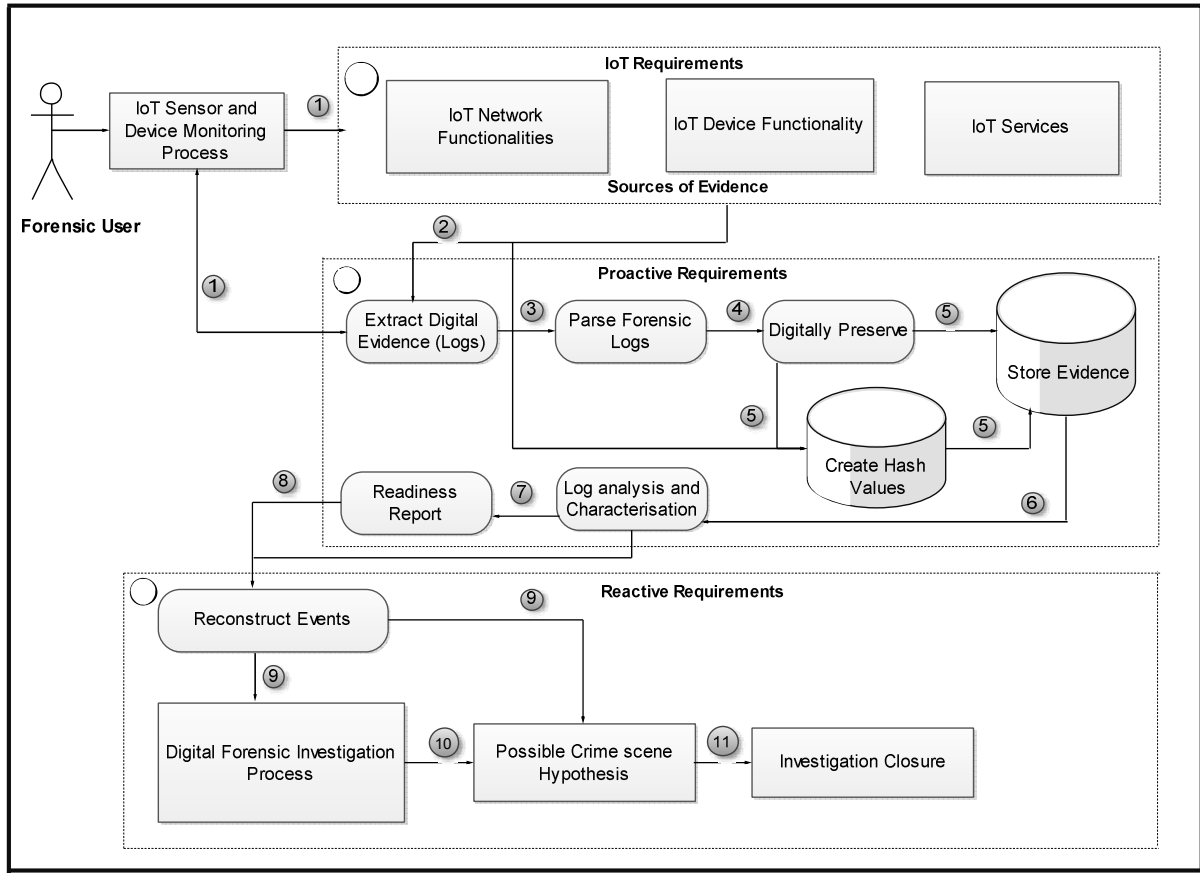 IoT Requirements
IoT Sensor and
Device Monitoring
Process
1
IoT Network
Functionalities
IoT Device Functionality
IoT Services
Sources of Evidence
Forensic User
2
1
Proactive Requirements
Extract Digital
Evidence (Logs)
3
Parse Forensic
Logs
4
Digitally Preserve
5
Store Evidence
5
Create Hash
Values
5
6
8
Readiness
Report
7
Log analysis and
Characterisation
Reactive Requirements
Reconstruct Events
9
9
Digital Forensic Investigation
Process
10
Possible Crime scene
Hypothesis
11
Investigation Closure